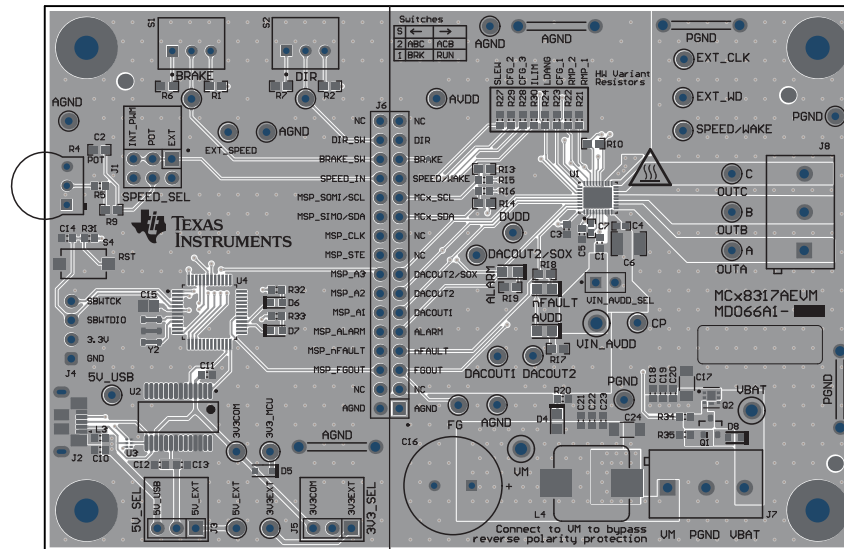 S1
S2
BRAKE
DIR
R6
R1
R7
R2
Switches
S ← →
2 ABC ACB
1 BRK RUN
AGND
AGND
PGND
EXT_CLK
EXT_WD
SPEED/WAKE
PGND
SLEW
CFG_2
CFG_3
ILIM
LDANG
CFG_1
RMP_2
RMP_1
R27
R29
R28
R30
R24
R23
R22
R21
HW Variant
Resistors
AVDD
AGND
INT_PWM
POT
EXT
EXT_SPEED
AGND
C2
R4
POT
J1
R5
R9
SPEED_SEL
TEXAS
INSTRUMENTS
J6
NC NC
DIR_SW DIR
BRAKE_SW BRAKE
SPEED_IN SPEED/WAKE
MSP_SOMI/SCL MCx_SCL
MSP_SIMO/SDA MCx_SDA
MSP_CLK NC
MSP_STE NC
MSP_A3 DACOUT2/SOX
MSP_A2 DACOUT2
MSP_A1 DACOUT1
MSP_ALARM ALARM
MSP_nFAULT nFAULT
MSP_FGOUT FGOUT
NC NC
AGND AGND
R10
U1
R13
R15
R16
R14
DVDD
DACOUT2/SOX
C3
C5
C7
C1
C4
C6
J8
C
OUTC
B
OUTB
A
OUTA
C14
R31
S4
RST
SBWTCK
SBWTDIO
3.3V
GND
J4
C15
Y2
U4
R32
D6
R33
D7
ALARM
R19
R18
nFAULT
AVDD
R17
VIN_AVDD_SEL
VIN_AVDD
CP
MCx8317AEVM
MD066A1-
DACOUT1
DACOUT2
5V_USB
U2
C11
L3
C10
U3
J2
C12
C13
3V3COM
3V3_MCU
AGND
D5
5V_SEL
5V_USB
5V_EXT
J3
5V_EXT
3V3EXT
J5
3V3COM
3V3EXT
3V3_SEL
FG
AGND
R20
D4
C21
C22
C23
C24
PGND
C18
C19
C20
C17
Q2
VBAT
R34
R35
Q1
D8
PGND
C16
+
VM
L4
Connect to VM to bypass
reverse polarity protection
VM PGND VBAT
J7